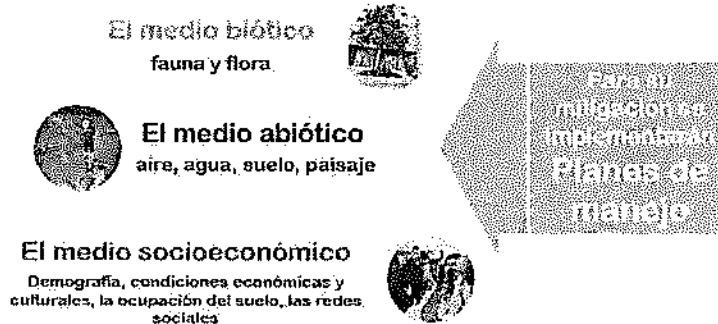 El medio biótico
fauna y flora
El medio abiótico
aire, agua, suelo, paisaje
El medio socioeconómico
Demografía, condiciones económicas y
culturales, la ocupación del suelo, las redes
sociales
Para su
mitigación se
implementarán
Planes de
manejo